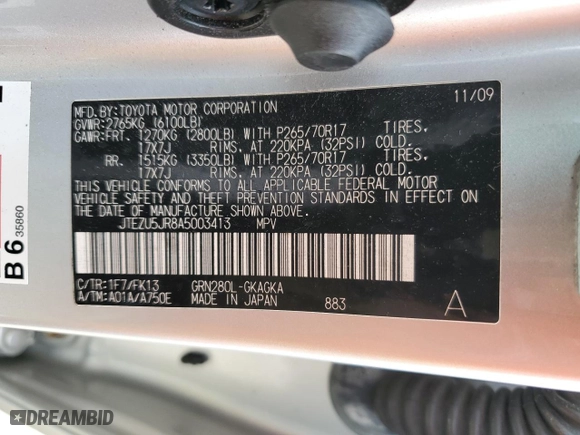 MFD.BY:TOYOTA MOTOR CORPORATION 11/09
GVWR:2765KG (6100LB)
GAWR:FRT. 1270KG (2800LB) WITH P265/70R17 TIRES.
17X7J RIMS, AT 220KPA (32PSI) COLD.
RR. 1515KG (3350LB) WITH P265/70R17 TIRES.
17X7J RIMS, AT 220KPA (32PSI) COLD.
THIS VEHICLE CONFORMS TO ALL APPLICABLE FEDERAL MOTOR
VEHICLE SAFETY AND THEFT PREVENTION STANDARDS IN EFFECT ON
THE DATE OF MANUFACTURE SHOWN ABOVE.
JTEZU5JR8A5003413 MPV
C/TR:1F7/FK13 GRN280L-GKAGKA
A/TM:A01A/A750E MADE IN JAPAN 883 A
B 6 35860
DREAMBID